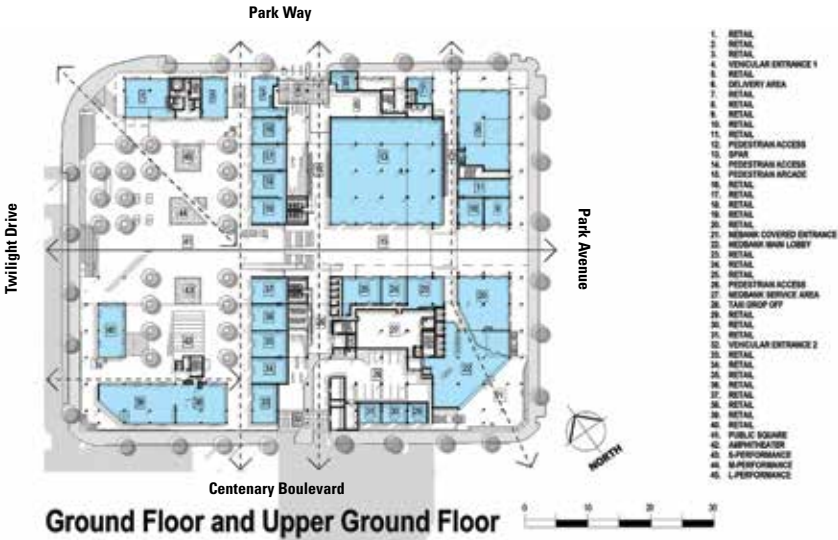 Park Way
Twilight Drive
Park Avenue
Centenary Boulevard
NORTH
Ground Floor and Upper Ground Floor
0 10 20 30
1. RETAIL
2. RETAIL
3. RETAIL
4. VEHICULAR ENTRANCE 1
5. RETAIL
6. DELIVERY AREA
7. RETAIL
8. RETAIL
9. RETAIL
10. RETAIL
11. RETAIL
12. PEDESTRIAN ACCESS
13. SPAR
14. PEDESTRIAN ACCESS
15. PEDESTRIAN ARCADE
16. RETAIL
17. RETAIL
18. RETAIL
19. RETAIL
20. RETAIL
21. NEBANK COVERED ENTRANCE
22. NEDBANK MAIN LOBBY
23. RETAIL
24. RETAIL
25. RETAIL
26. PEDESTRIAN ACCESS
27. NEDBANK SERVICE AREA
28. TAXI DROP OFF
29. RETAIL
30. RETAIL
31. RETAIL
32. VEHICULAR ENTRANCE 2
33. RETAIL
34. RETAIL
35. RETAIL
36. RETAIL
37. RETAIL
38. RETAIL
39. RETAIL
40. RETAIL
41. PUBLIC SQUARE
42. AMPHITHEATER
43. S-PERFORMANCE
44. M-PERFORMANCE
45. L-PERFORMANCE